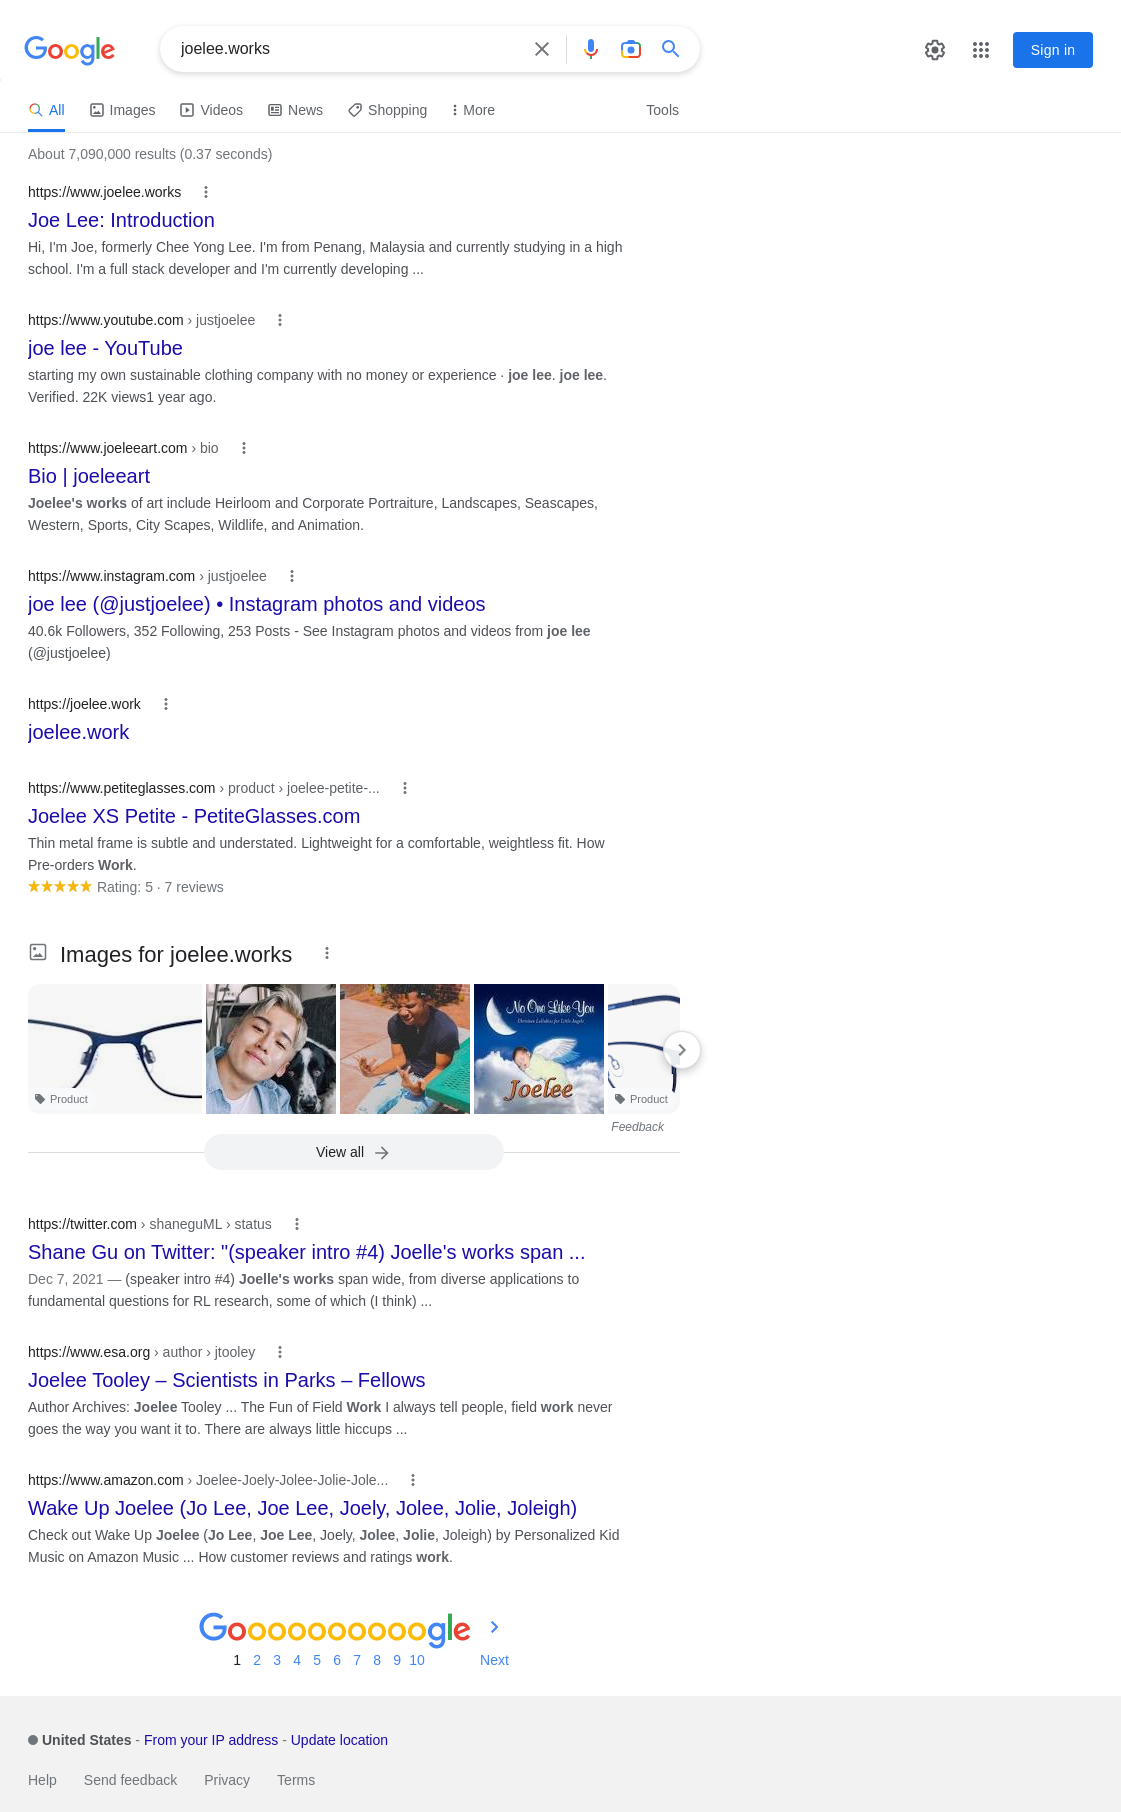 Google
joelee.works
Sign in
All
Images
Videos
News
Shopping
More
Tools
About 7,090,000 results (0.37 seconds)
https://www.joelee.works
Joe Lee: Introduction
Hi, I'm Joe, formerly Chee Yong Lee. I'm from Penang, Malaysia and currently studying in a high
school. I'm a full stack developer and I'm currently developing ...
https://www.youtube.com › justjoelee
joe lee - YouTube
starting my own sustainable clothing company with no money or experience · joe lee. joe lee.
Verified. 22K views1 year ago.
https://www.joeleeart.com › bio
Bio | joeleeart
Joelee's works of art include Heirloom and Corporate Portraiture, Landscapes, Seascapes,
Western, Sports, City Scapes, Wildlife, and Animation.
https://www.instagram.com › justjoelee
joe lee (@justjoelee) • Instagram photos and videos
40.6k Followers, 352 Following, 253 Posts - See Instagram photos and videos from joe lee
(@justjoelee)
https://joelee.work
joelee.work
https://www.petiteglasses.com › product › joelee-petite-...
Joelee XS Petite - PetiteGlasses.com
Thin metal frame is subtle and understated. Lightweight for a comfortable, weightless fit. How
Pre-orders Work.
Rating: 5 · 7 reviews
Images for joelee.works
No One Like You
Christian Lullabies for Little Angels
Joelee
Product
Product
Feedback
View all
https://twitter.com › shaneguML › status
Shane Gu on Twitter: "(speaker intro #4) Joelle's works span ...
Dec 7, 2021 — (speaker intro #4) Joelle's works span wide, from diverse applications to
fundamental questions for RL research, some of which (I think) ...
https://www.esa.org › author › jtooley
Joelee Tooley – Scientists in Parks – Fellows
Author Archives: Joelee Tooley ... The Fun of Field Work I always tell people, field work never
goes the way you want it to. There are always little hiccups ...
https://www.amazon.com › Joelee-Joely-Jolee-Jolie-Jole...
Wake Up Joelee (Jo Lee, Joe Lee, Joely, Jolee, Jolie, Joleigh)
Check out Wake Up Joelee (Jo Lee, Joe Lee, Joely, Jolee, Jolie, Joleigh) by Personalized Kid
Music on Amazon Music ... How customer reviews and ratings work.
Goooooooooogle
1 2 3 4 5 6 7 8 9 10 Next
United States - From your IP address - Update location
Help Send feedback Privacy Terms